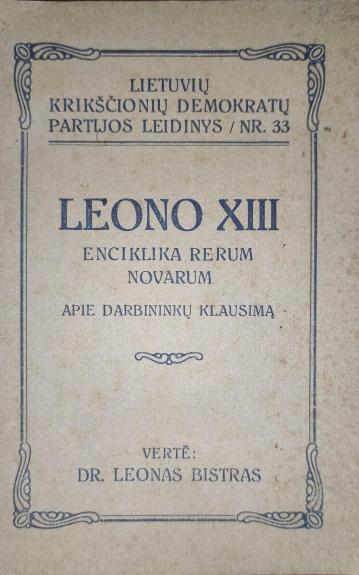 LIETUVIŲ
KRIKŠČIONIŲ DEMOKRATŲ
PARTIJOS LEIDINYS / NR. 33
LEONO XIII
ENCIKLIKA RERUM
NOVARUM
APIE DARBININKŲ KLAUSIMĄ
VERTĖ:
DR. LEONAS BISTRAS